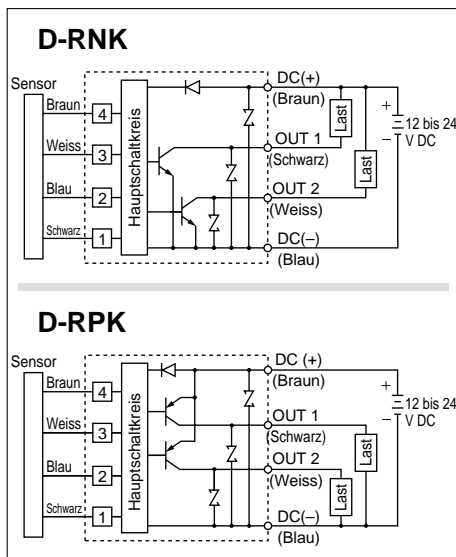 D-RNK
Sensor
Braun
4
Weiss
3
Blau
2
Schwarz
1
Hauptschaltkreis
DC(+)
(Braun)
OUT 1
(Schwarz)
OUT 2
(Weiss)
DC(–)
(Blau)
Last
Last
+
–
12 bis 24
V DC
D-RPK
Sensor
Braun
4
Weiss
3
Blau
2
Schwarz
1
Hauptschaltkreis
DC (+)
(Braun)
OUT 1
(Schwarz)
OUT 2
(Weiss)
DC(–)
(Blau)
Last
Last
+
–
12 bis 24
V DC